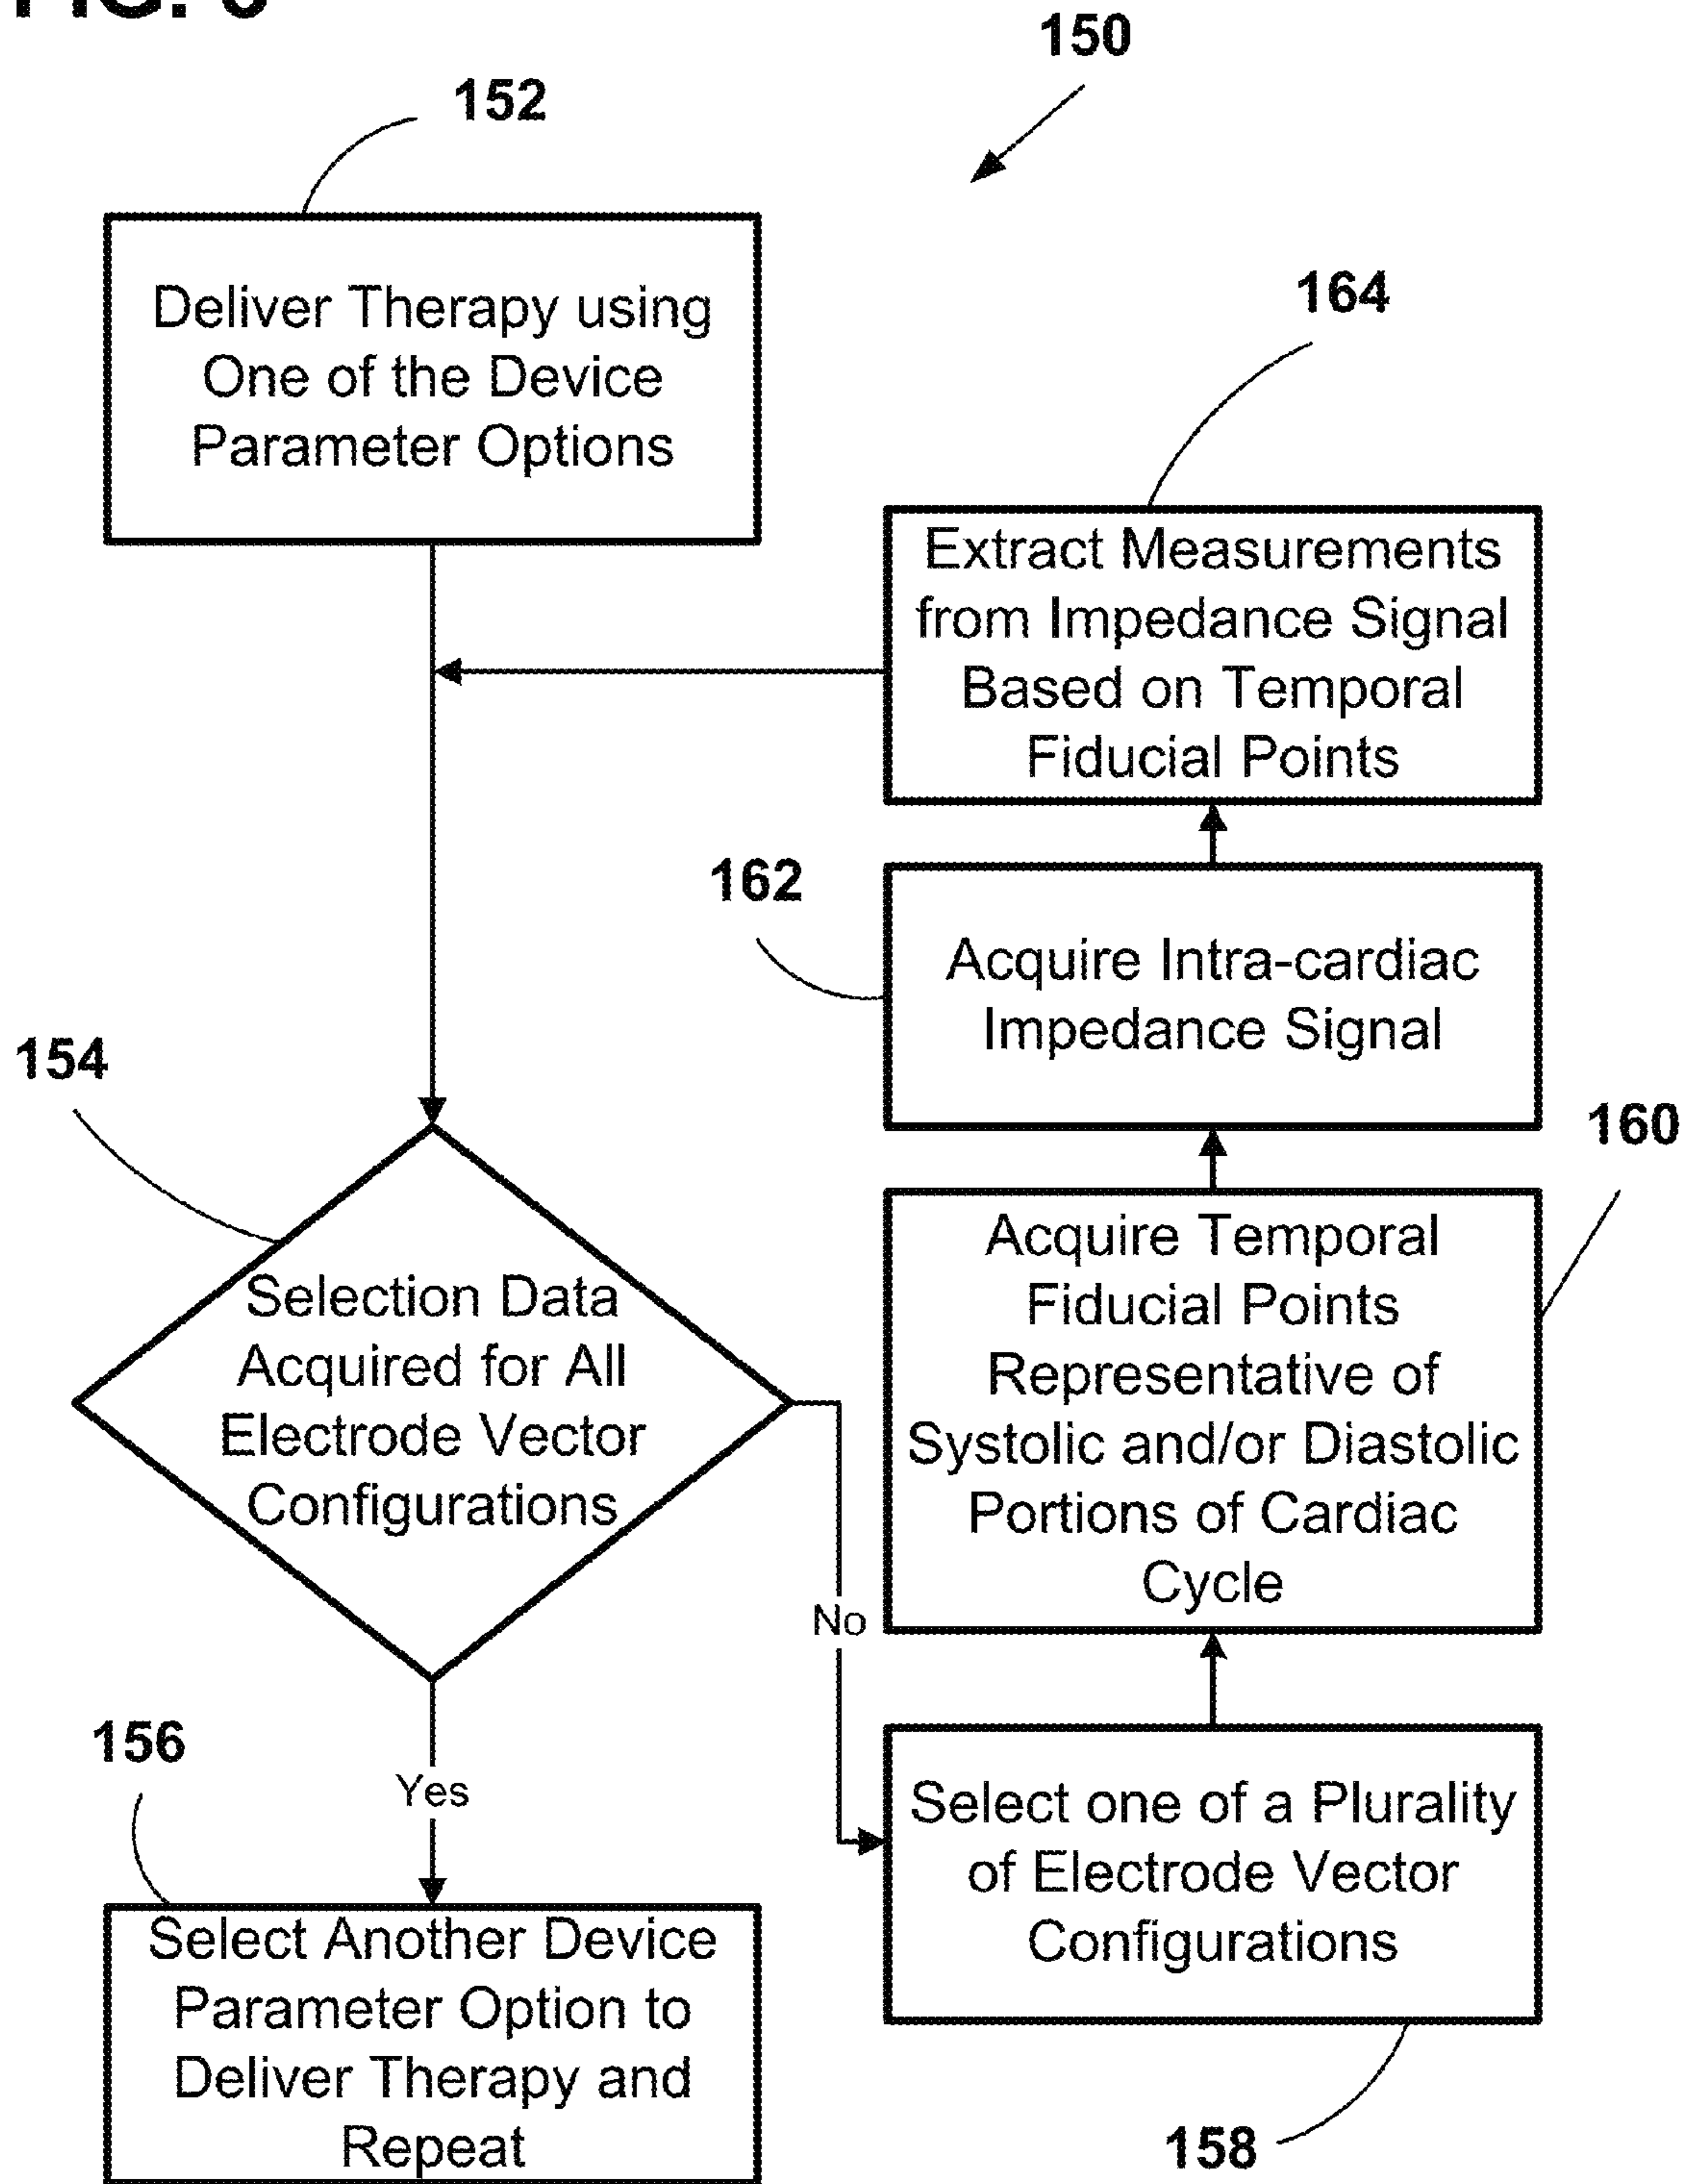 150
152
Deliver Therapy using
One of the Device
Parameter Options
164
Extract Measurements
from Impedance Signal
Based on Temporal
Fiducial Points
162
Acquire Intra-cardiac
Impedance Signal
154
Selection Data
Acquired for All
Electrode Vector
Configurations
160
Acquire Temporal
Fiducial Points
Representative of
Systolic and/or Diastolic
Portions of Cardiac
Cycle
No
Yes
156
Select Another Device
Parameter Option to
Deliver Therapy and
Repeat
Select one of a Plurality
of Electrode Vector
Configurations
158